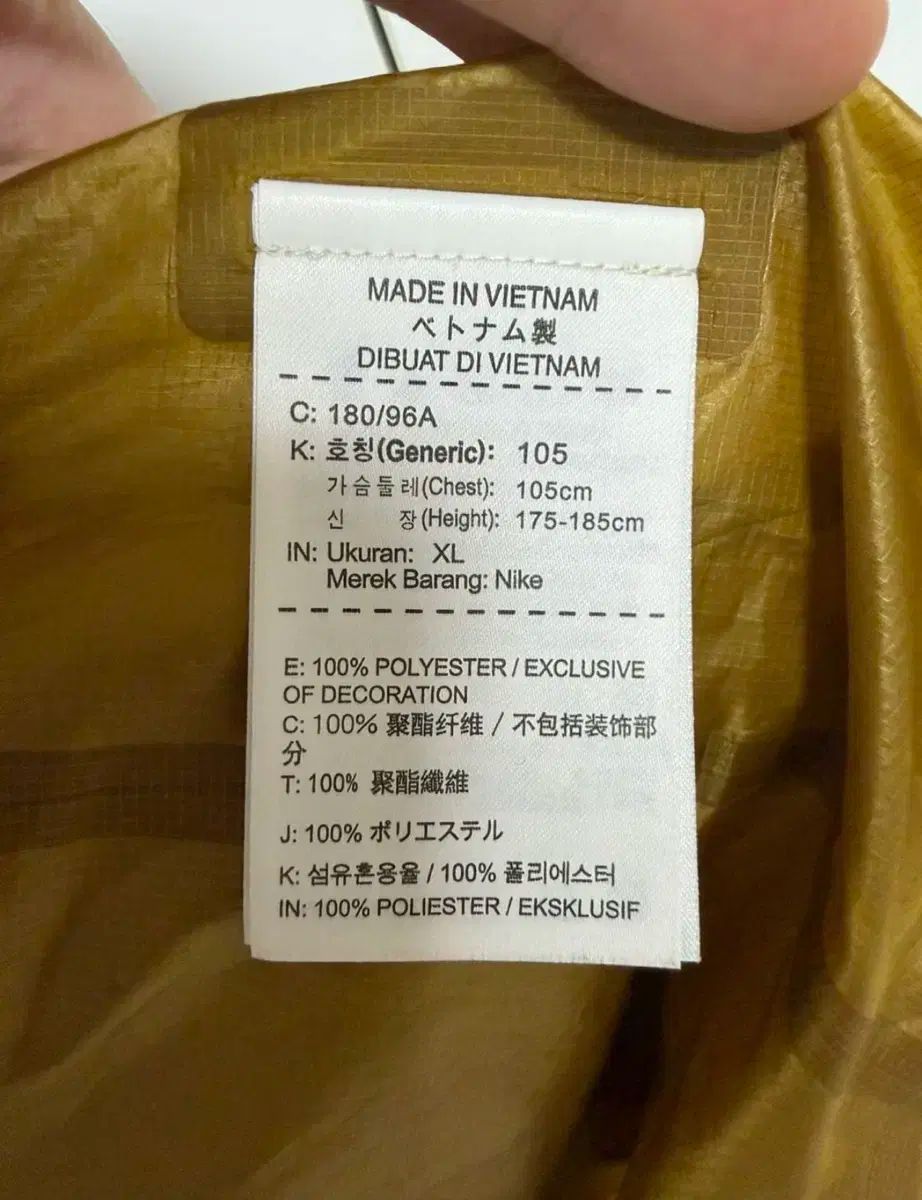 MADE IN VIETNAM
ベトナム製
DIBUAT DI VIETNAM
C: 180/96A
K: 호칭(Generic): 105
가슴둘레(Chest): 105cm
신 장(Height): 175-185cm
IN: Ukuran: XL
Merek Barang: Nike
E: 100% POLYESTER / EXCLUSIVE
OF DECORATION
C: 100% 聚酯纤维 / 不包括装饰部
分
T: 100% 聚酯纖維
J: 100% ポリエステル
K: 섬유혼용율 / 100% 폴리에스터
IN: 100% POLIESTER / EKSKLUSIF